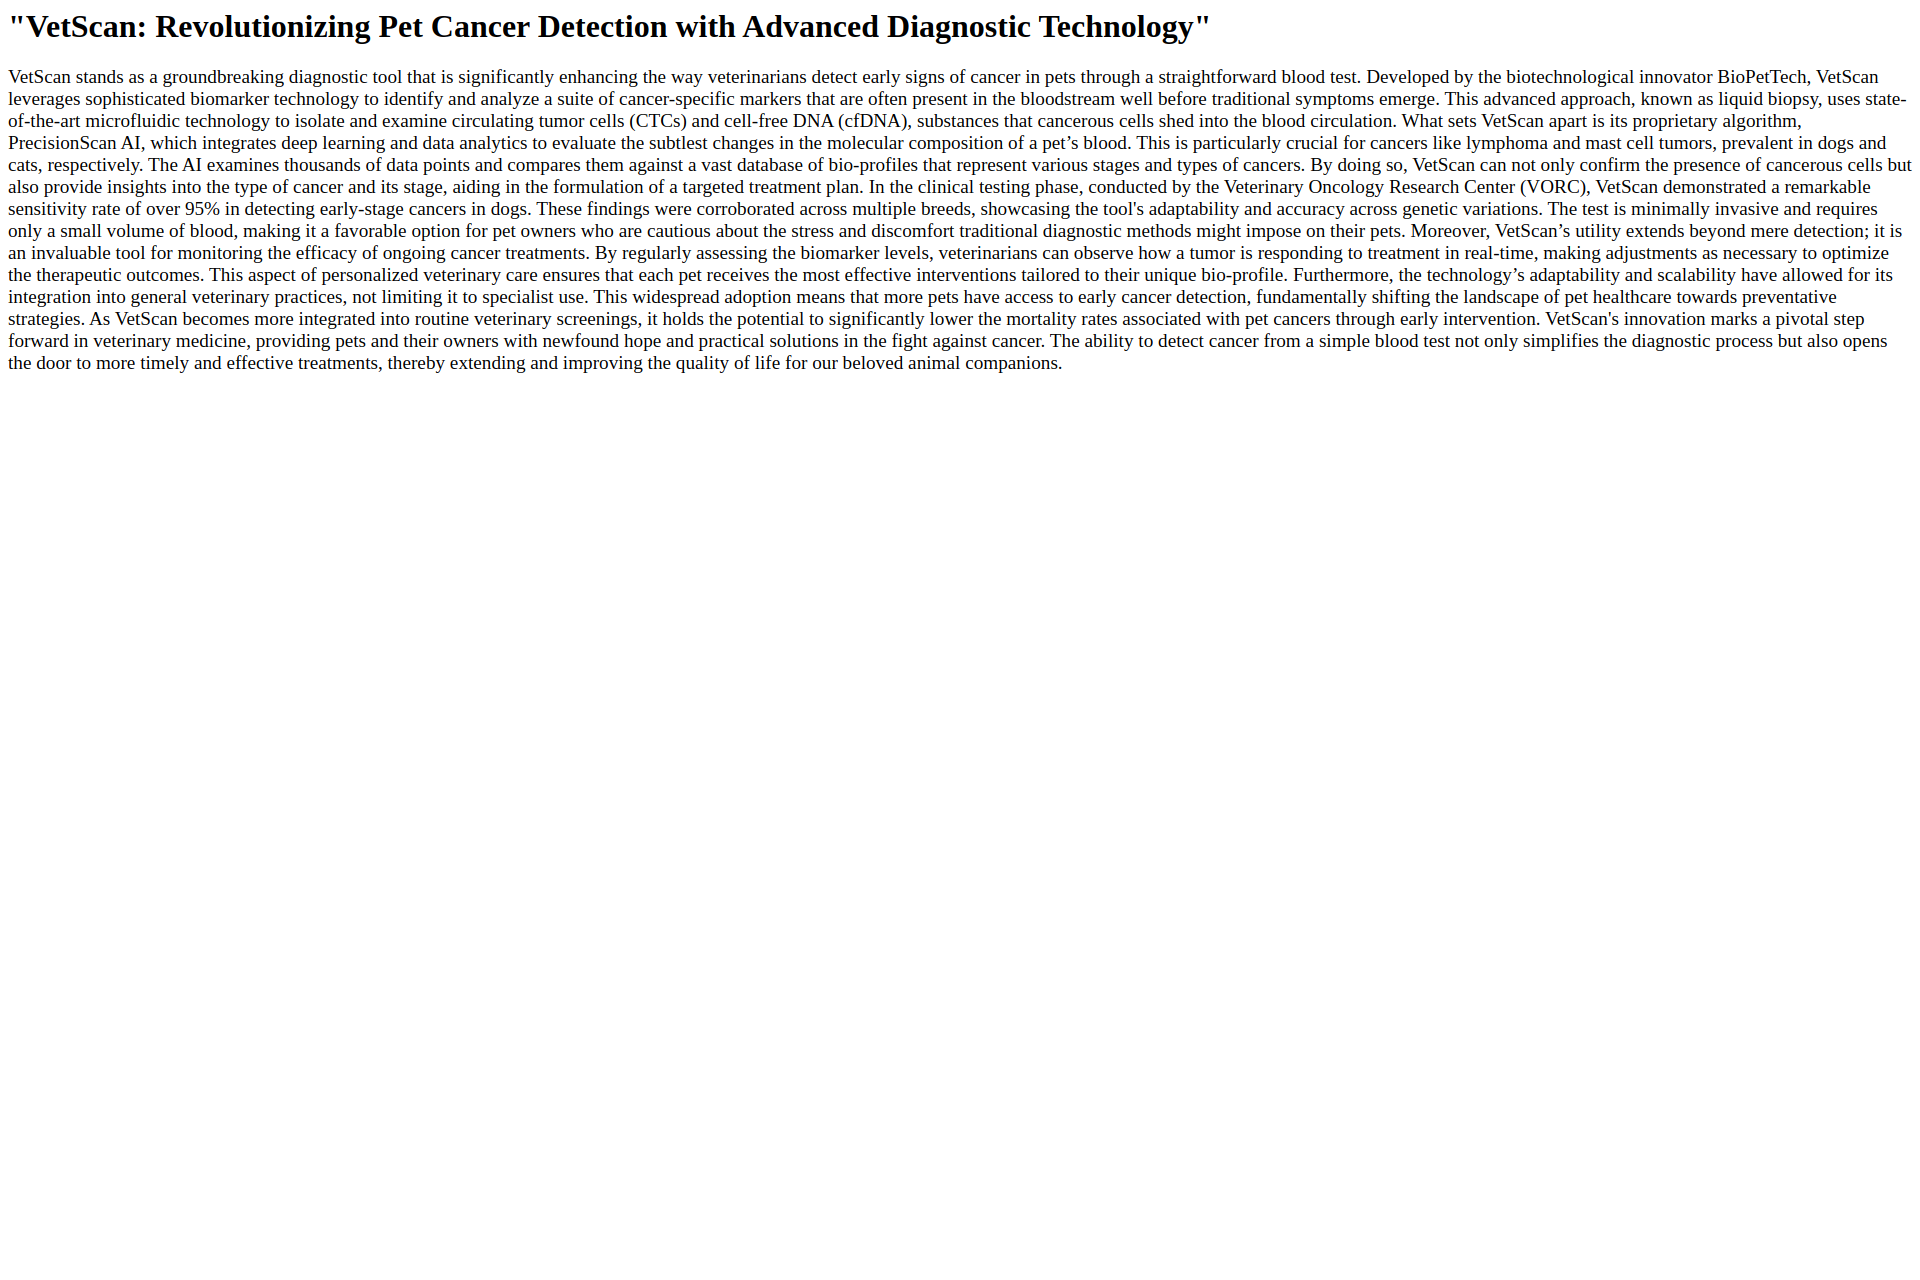 "VetScan: Revolutionizing Pet Cancer Detection with Advanced Diagnostic Technology"
VetScan stands as a groundbreaking diagnostic tool that is significantly enhancing the way veterinarians detect early signs of cancer in pets through a straightforward blood test. Developed by the biotechnological innovator BioPetTech, VetScan
leverages sophisticated biomarker technology to identify and analyze a suite of cancer-specific markers that are often present in the bloodstream well before traditional symptoms emerge. This advanced approach, known as liquid biopsy, uses state-
of-the-art microfluidic technology to isolate and examine circulating tumor cells (CTCs) and cell-free DNA (cfDNA), substances that cancerous cells shed into the blood circulation. What sets VetScan apart is its proprietary algorithm,
PrecisionScan AI, which integrates deep learning and data analytics to evaluate the subtlest changes in the molecular composition of a pet’s blood. This is particularly crucial for cancers like lymphoma and mast cell tumors, prevalent in dogs and
cats, respectively. The AI examines thousands of data points and compares them against a vast database of bio-profiles that represent various stages and types of cancers. By doing so, VetScan can not only confirm the presence of cancerous cells but
also provide insights into the type of cancer and its stage, aiding in the formulation of a targeted treatment plan. In the clinical testing phase, conducted by the Veterinary Oncology Research Center (VORC), VetScan demonstrated a remarkable
sensitivity rate of over 95% in detecting early-stage cancers in dogs. These findings were corroborated across multiple breeds, showcasing the tool's adaptability and accuracy across genetic variations. The test is minimally invasive and requires
only a small volume of blood, making it a favorable option for pet owners who are cautious about the stress and discomfort traditional diagnostic methods might impose on their pets. Moreover, VetScan’s utility extends beyond mere detection; it is
an invaluable tool for monitoring the efficacy of ongoing cancer treatments. By regularly assessing the biomarker levels, veterinarians can observe how a tumor is responding to treatment in real-time, making adjustments as necessary to optimize
the therapeutic outcomes. This aspect of personalized veterinary care ensures that each pet receives the most effective interventions tailored to their unique bio-profile. Furthermore, the technology’s adaptability and scalability have allowed for its
integration into general veterinary practices, not limiting it to specialist use. This widespread adoption means that more pets have access to early cancer detection, fundamentally shifting the landscape of pet healthcare towards preventative
strategies. As VetScan becomes more integrated into routine veterinary screenings, it holds the potential to significantly lower the mortality rates associated with pet cancers through early intervention. VetScan's innovation marks a pivotal step
forward in veterinary medicine, providing pets and their owners with newfound hope and practical solutions in the fight against cancer. The ability to detect cancer from a simple blood test not only simplifies the diagnostic process but also opens
the door to more timely and effective treatments, thereby extending and improving the quality of life for our beloved animal companions.